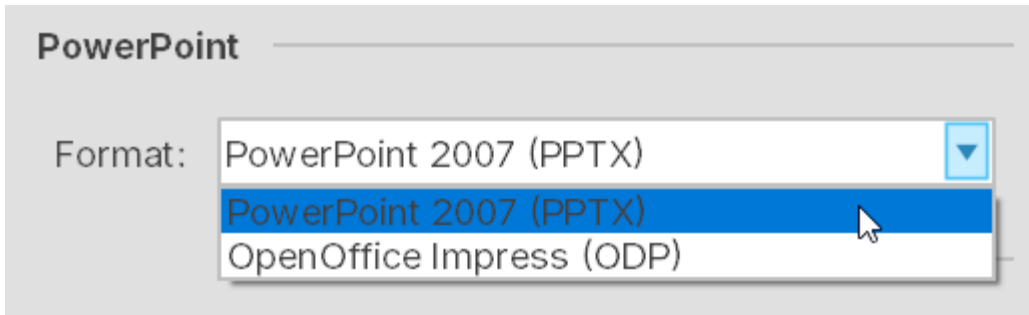 PowerPoint
Format: PowerPoint 2007 (PPTX)
PowerPoint 2007 (PPTX)
OpenOffice Impress (ODP)